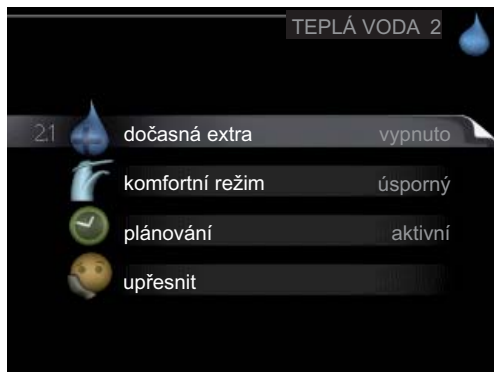 TEPLÁ VODA 2
2.1 dočasná extra vypnuto
komfortní režim úsporný
plánování aktivní
upřesnit